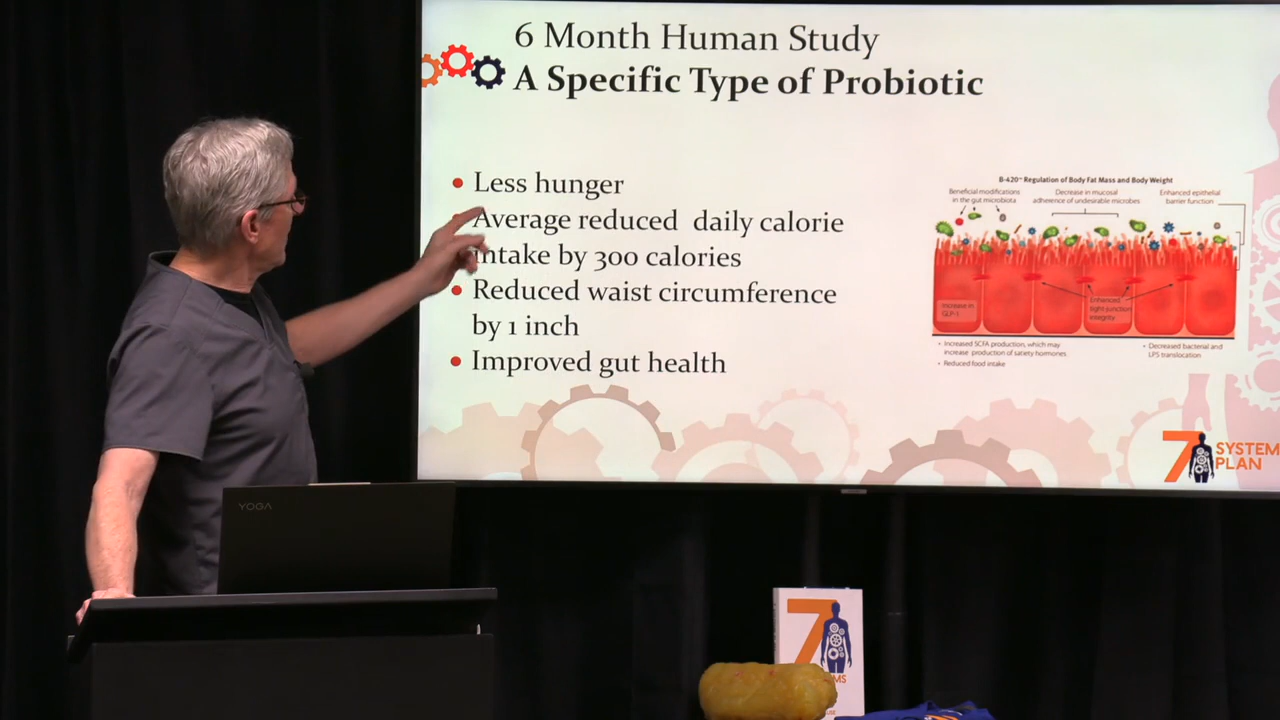 6 Month Human Study
A Specific Type of Probiotic
Less hunger
Average reduced daily calorie
intake by 300 calories
Reduced waist circumference
by 1 inch
Improved gut health
B-420™ Regulation of Body Fat Mass and Body Weight
Beneficial modifications
in the gut microbiota
Decrease in mucosal
adherence of undesirable microbes
Enhanced epithelial
barrier function
Increase in
GLP-1
Enhanced
tight-junction
integrity
• Increased SCFA production, which may
increase production of satiety hormones
• Reduced food intake
• Decreased bacterial and
LPS translocation
7 SYSTEM
PLAN
YOGA
7